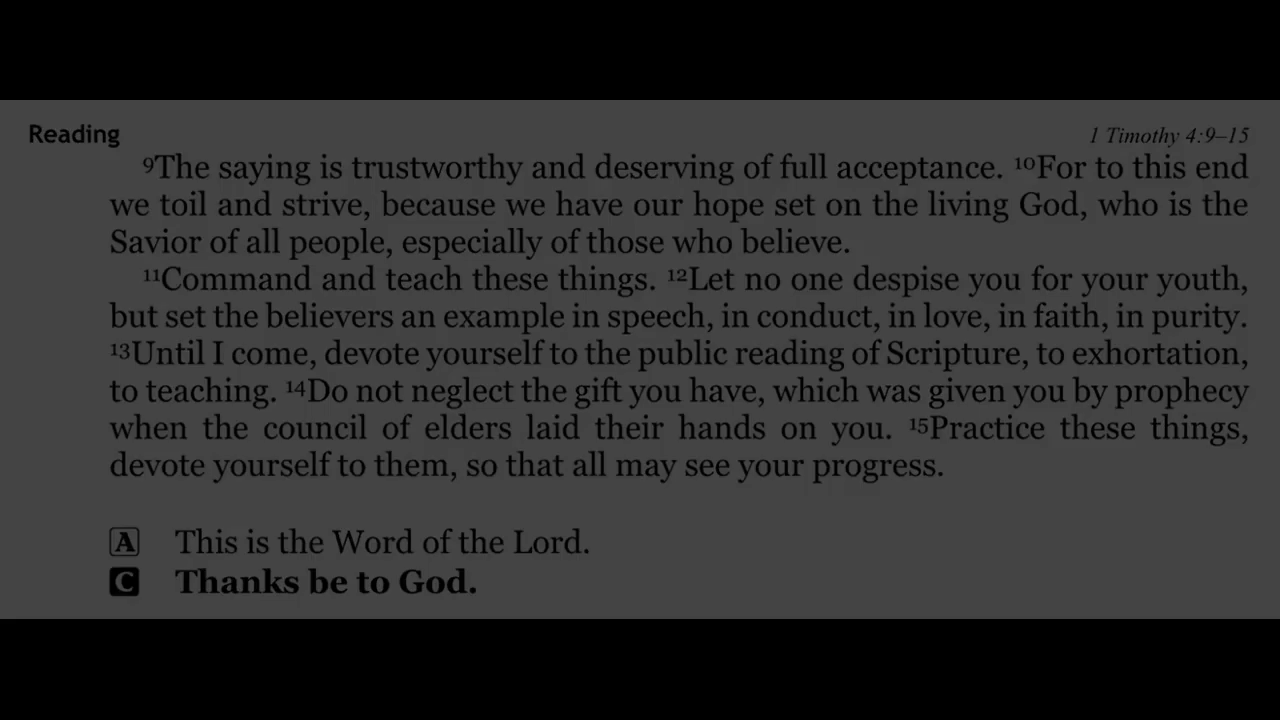 Reading
1 Timothy 4:9–15
⁹The saying is trustworthy and deserving of full acceptance. ¹⁰For to this end
we toil and strive, because we have our hope set on the living God, who is the
Savior of all people, especially of those who believe.
¹¹Command and teach these things. ¹²Let no one despise you for your youth,
but set the believers an example in speech, in conduct, in love, in faith, in purity.
¹³Until I come, devote yourself to the public reading of Scripture, to exhortation,
to teaching. ¹⁴Do not neglect the gift you have, which was given you by prophecy
when the council of elders laid their hands on you. ¹⁵Practice these things,
devote yourself to them, so that all may see your progress.
A This is the Word of the Lord.
C Thanks be to God.